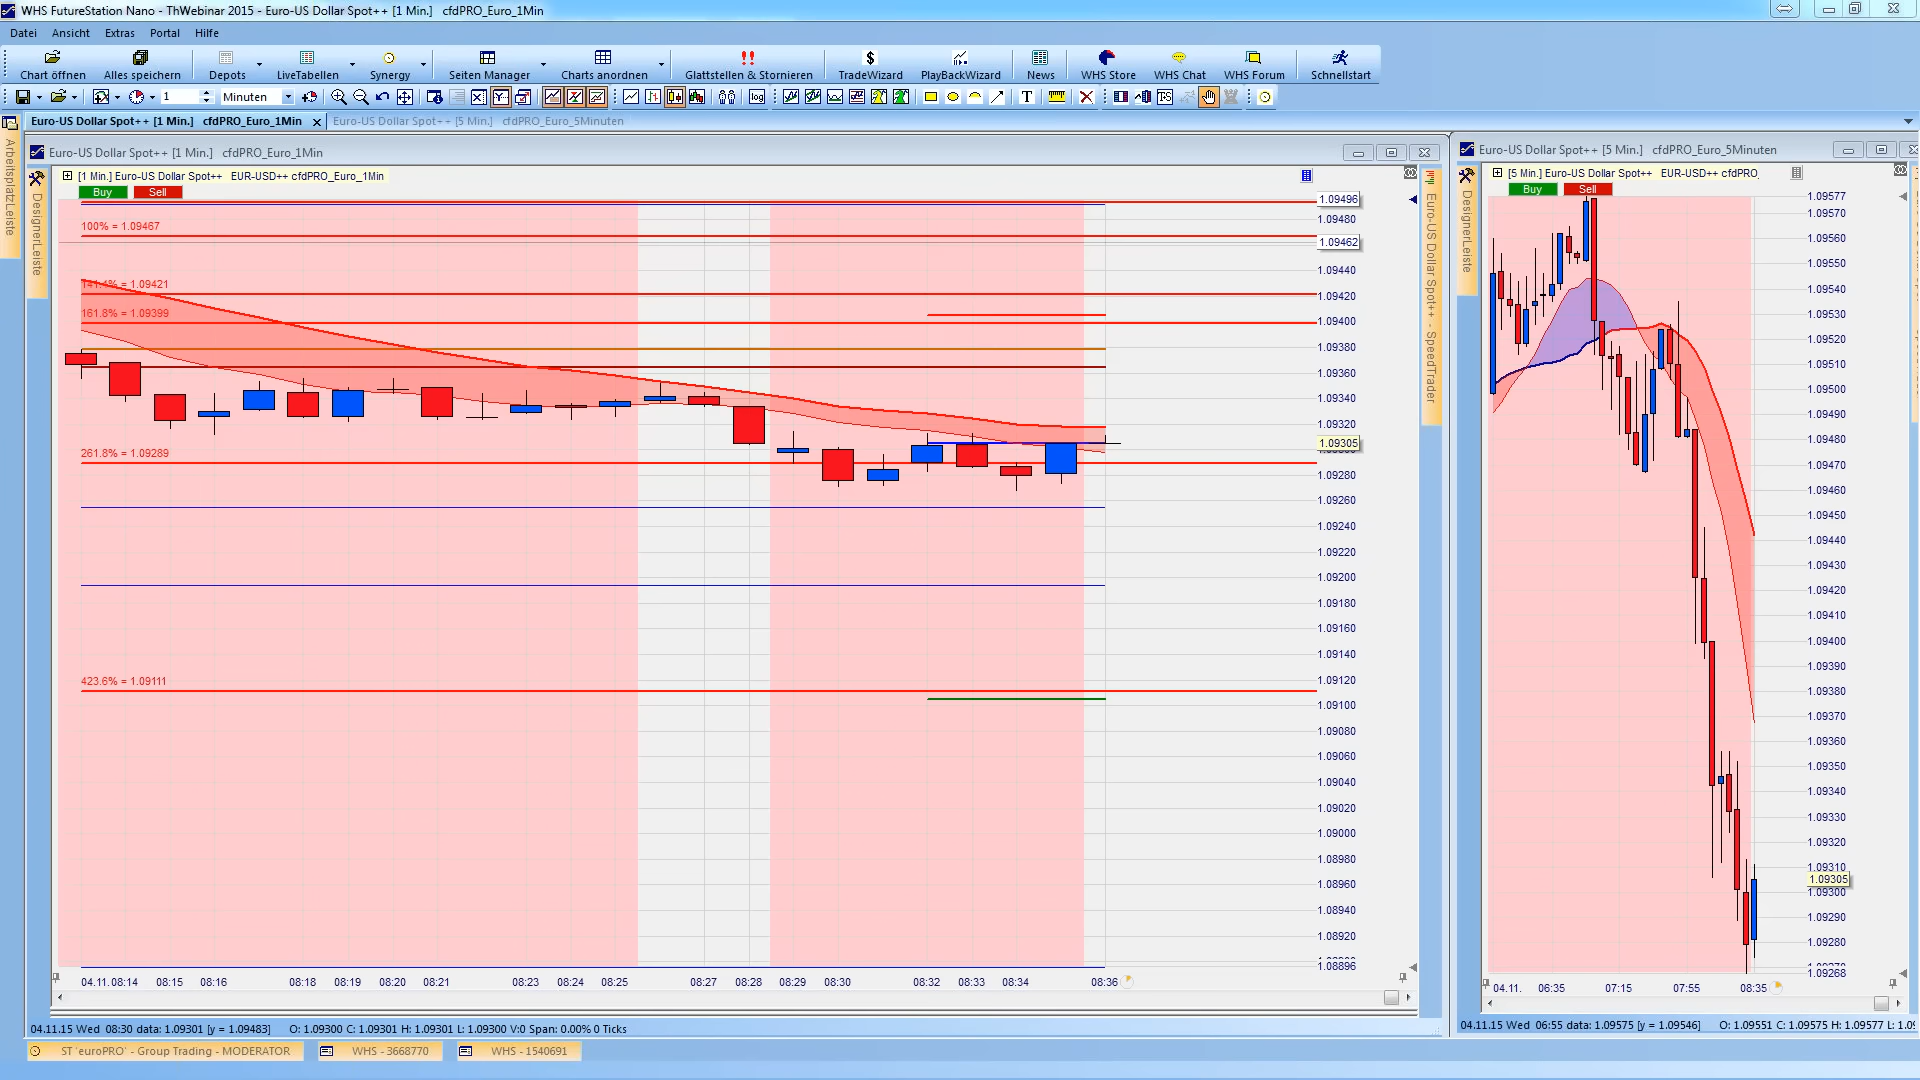 WHS FutureStation Nano - ThWebinar 2015 - Euro-US Dollar Spot++ [1 Min.] cfdPRO_Euro_1Min
Datei Ansicht Extras Portal Hilfe
Chart öffnen Alles speichern Depots LiveTabellen Synergy Seiten Manager Charts anordnen Glattstellen & Stornieren TradeWizard PlayBackWizard News WHS Store WHS Chat WHS Forum Schnellstart
1 Minuten log T
Euro-US Dollar Spot++ [1 Min.] cfdPRO_Euro_1Min Euro-US Dollar Spot++ [5 Min.] cfdPRO_Euro_5Minuten
ArbeitsplatzLeiste
Euro-US Dollar Spot++ [1 Min.] cfdPRO_Euro_1Min
DesignerLeiste
[1 Min.] Euro-US Dollar Spot++ EUR-USD++ cfdPRO_Euro_1Min
Buy Sell
100% = 1.09467
141.4% = 1.09421
161.8% = 1.09399
261.8% = 1.09289
423.6% = 1.09111
1.09496
1.09480
1.09462
1.09440
1.09420
1.09400
1.09380
1.09360
1.09340
1.09320
1.09305
1.09280
1.09260
1.09240
1.09220
1.09200
1.09180
1.09160
1.09140
1.09120
1.09100
1.09080
1.09060
1.09040
1.09020
1.09000
1.08980
1.08960
1.08940
1.08920
1.08896
04.11. 08:14 08:15 08:16 08:18 08:19 08:20 08:21 08:23 08:24 08:25 08:27 08:28 08:29 08:30 08:32 08:33 08:34 08:36
04.11.15 Wed 08:30 data: 1.09301 [y = 1.09483] O: 1.09300 C: 1.09301 H: 1.09301 L: 1.09300 V:0 Span: 0.00% 0 Ticks
Euro-US Dollar Spot++ - SpeedTrader
Euro-US Dollar Spot++ [5 Min.] cfdPRO_Euro_5Minuten
DesignerLeiste
[5 Min.] Euro-US Dollar Spot++ EUR-USD++ cfdPRO_
Buy Sell
1.09577
1.09570
1.09560
1.09550
1.09540
1.09530
1.09520
1.09510
1.09500
1.09490
1.09480
1.09470
1.09460
1.09450
1.09440
1.09430
1.09420
1.09410
1.09400
1.09390
1.09380
1.09370
1.09360
1.09350
1.09340
1.09330
1.09320
1.09310
1.09305
1.09300
1.09290
1.09280
1.09268
04.11. 06:35 07:15 07:55 08:35
04.11.15 Wed 06:55 data: 1.09575 [y = 1.09546] O: 1.09551 C: 1.09575 H: 1.09577 L:
ST 'euroPRO' - Group Trading - MODERATOR WHS - 3668770 WHS - 1540691